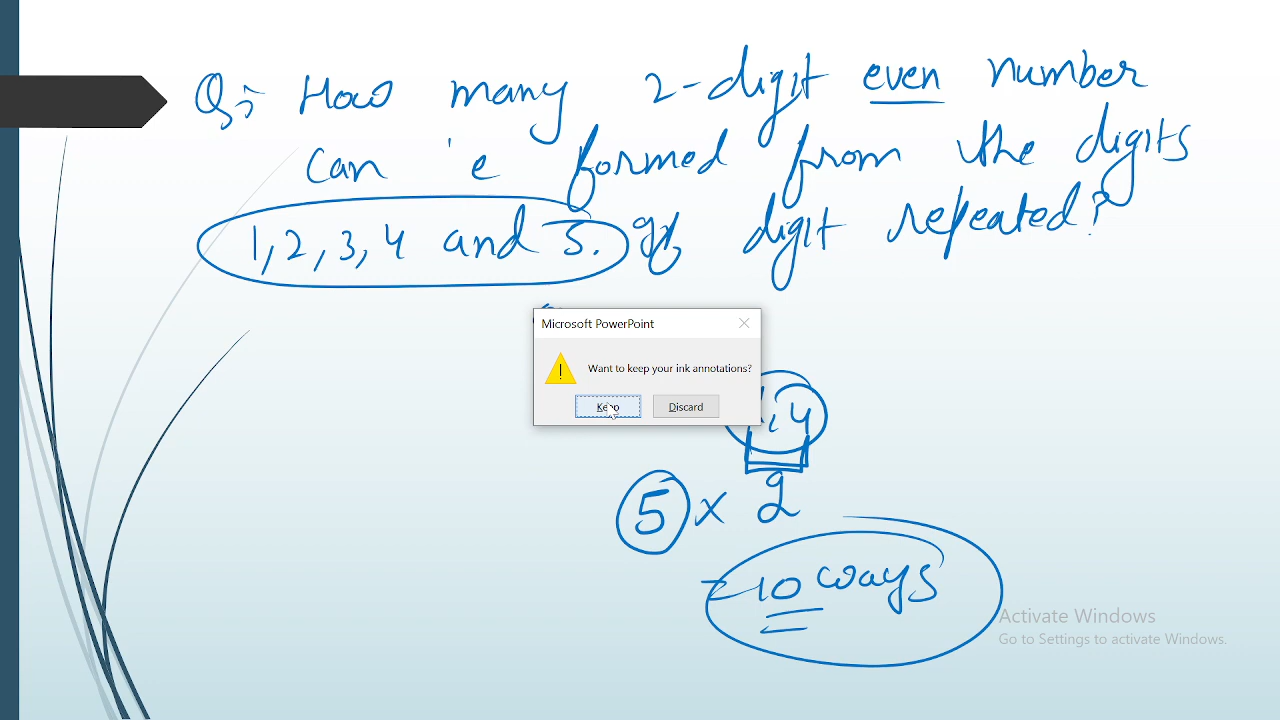 Q:- How many 2-digit even number
can 'e formed from the digits
1, 2, 3, 4 and 5. If digit repeated?
Microsoft PowerPoint
Want to keep your ink annotations?
Keep
Discard
, 4
5 x 2
= 10 ways
Activate Windows
Go to Settings to activate Windows.